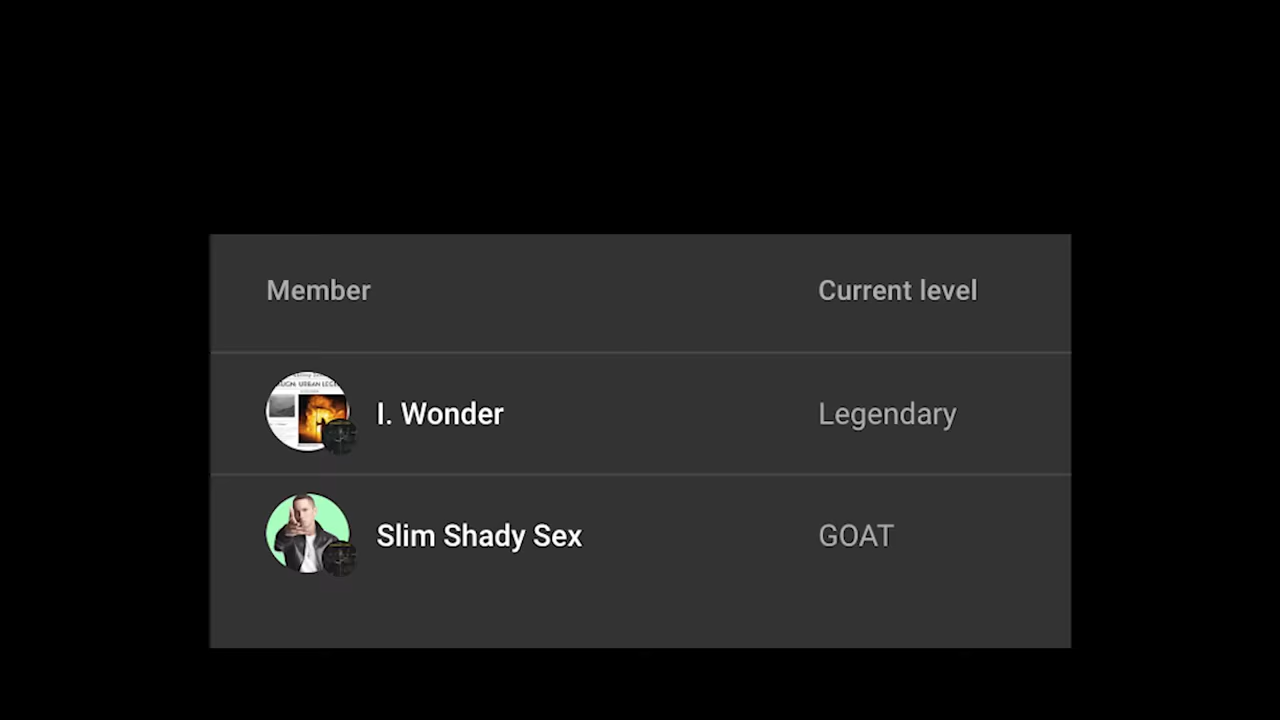 Member Current level
I. Wonder Legendary
Slim Shady Sex GOAT